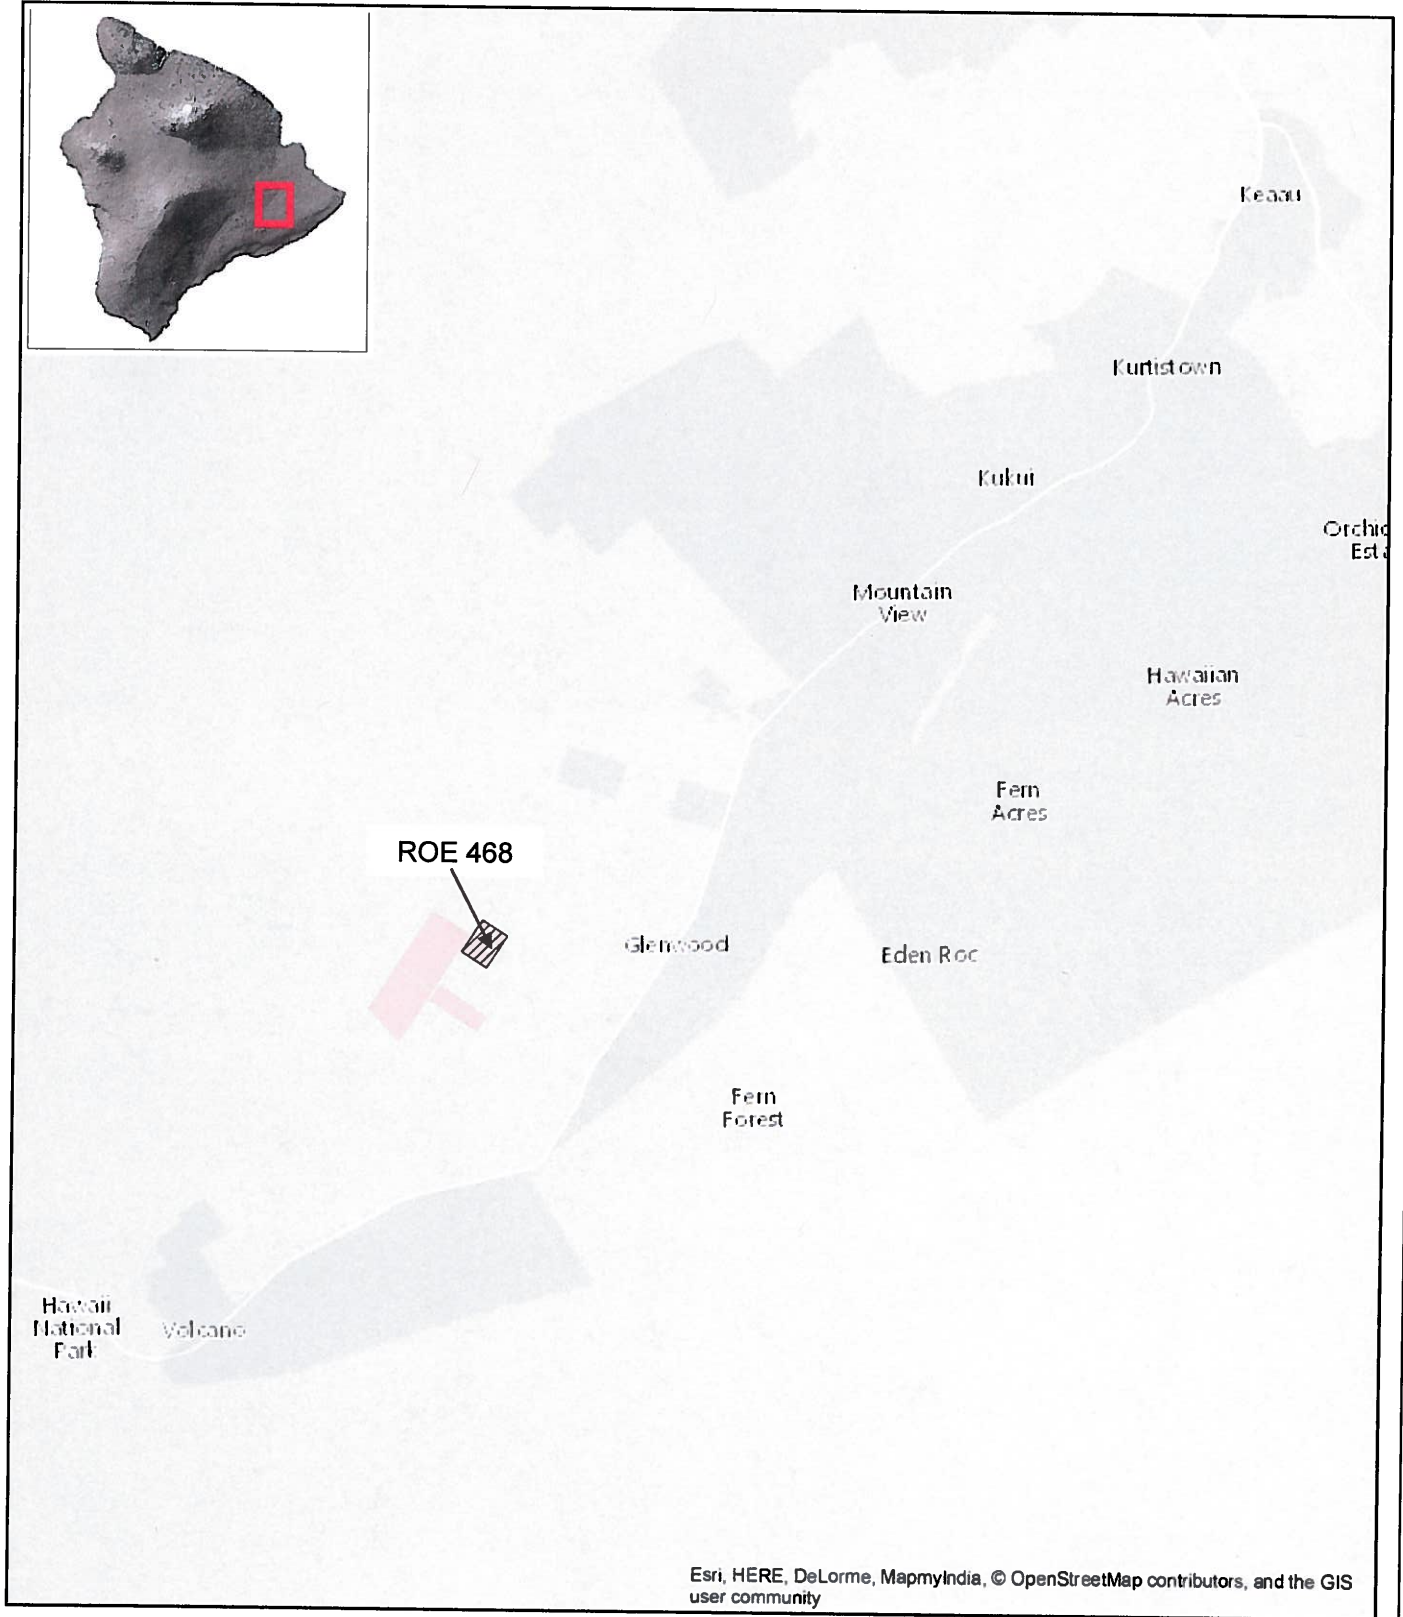 Keaau
Kurtistown
Kukui
Orchid
Esta
Mountain
View
Hawaiian
Acres
Fern
Acres
ROE 468
Glenwood
Eden Roc
Fern
Forest
Hawaii
National
Park
Volcano
Esri, HERE, DeLorme, MapmyIndia, © OpenStreetMap contributors, and the GIS
user community